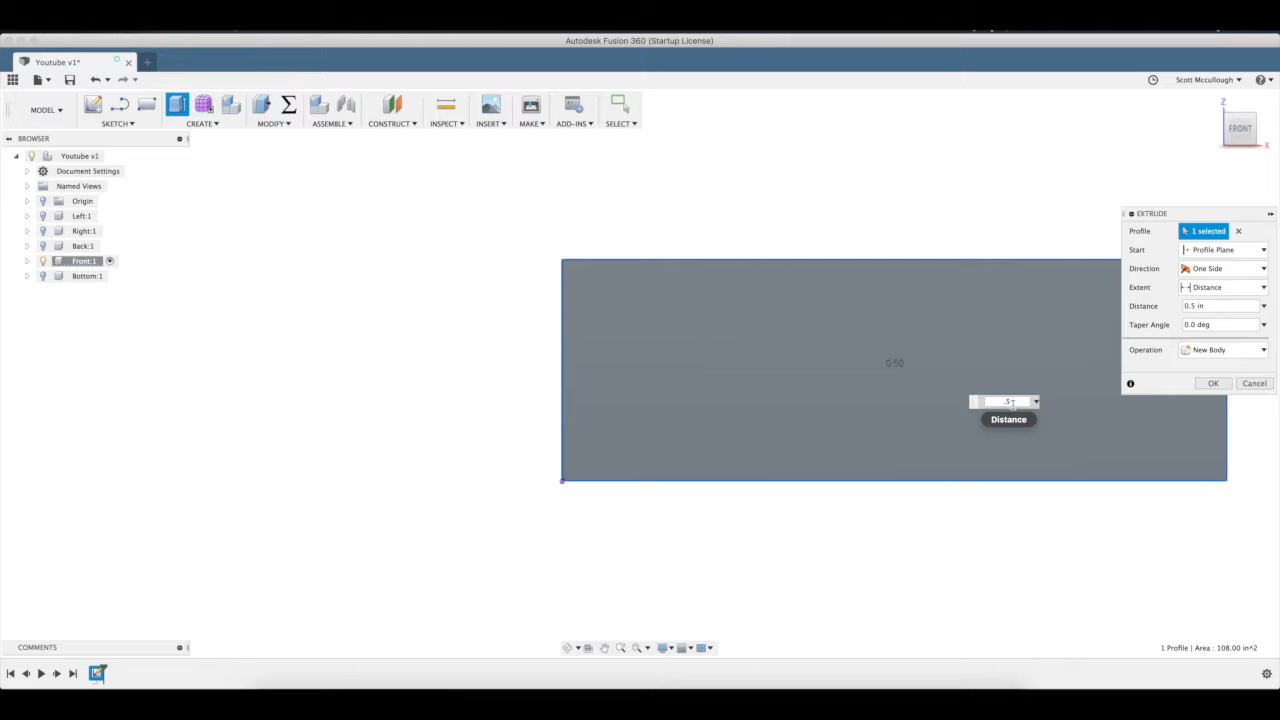 Autodesk Fusion 360 (Startup License)
Youtube v1*
Scott Mccullough
MODEL
SKETCH
CREATE
MODIFY
ASSEMBLE
CONSTRUCT
INSPECT
INSERT
MAKE
ADD-INS
SELECT
Z
FRONT
X
BROWSER
Youtube v1
Document Settings
Named Views
Origin
Left:1
Right:1
Back:1
Front:1
Bottom:1
EXTRUDE
Profile 1 selected
Start Profile Plane
Direction One Side
Extent Distance
Distance 0.5 in
Taper Angle 0.0 deg
Operation New Body
OK Cancel
0.50
.5
Distance
COMMENTS
1 Profile | Area : 108.00 in^2